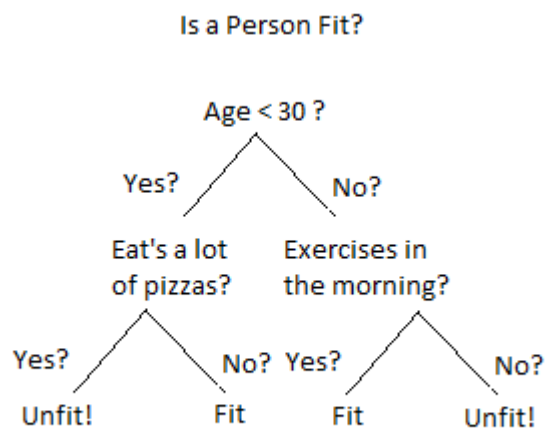 Is a Person Fit?
Age < 30 ?
Yes?
No?
Eat's a lot
of pizzas?
Exercises in
the morning?
Yes?
No?
Yes?
No?
Unfit!
Fit
Fit
Unfit!